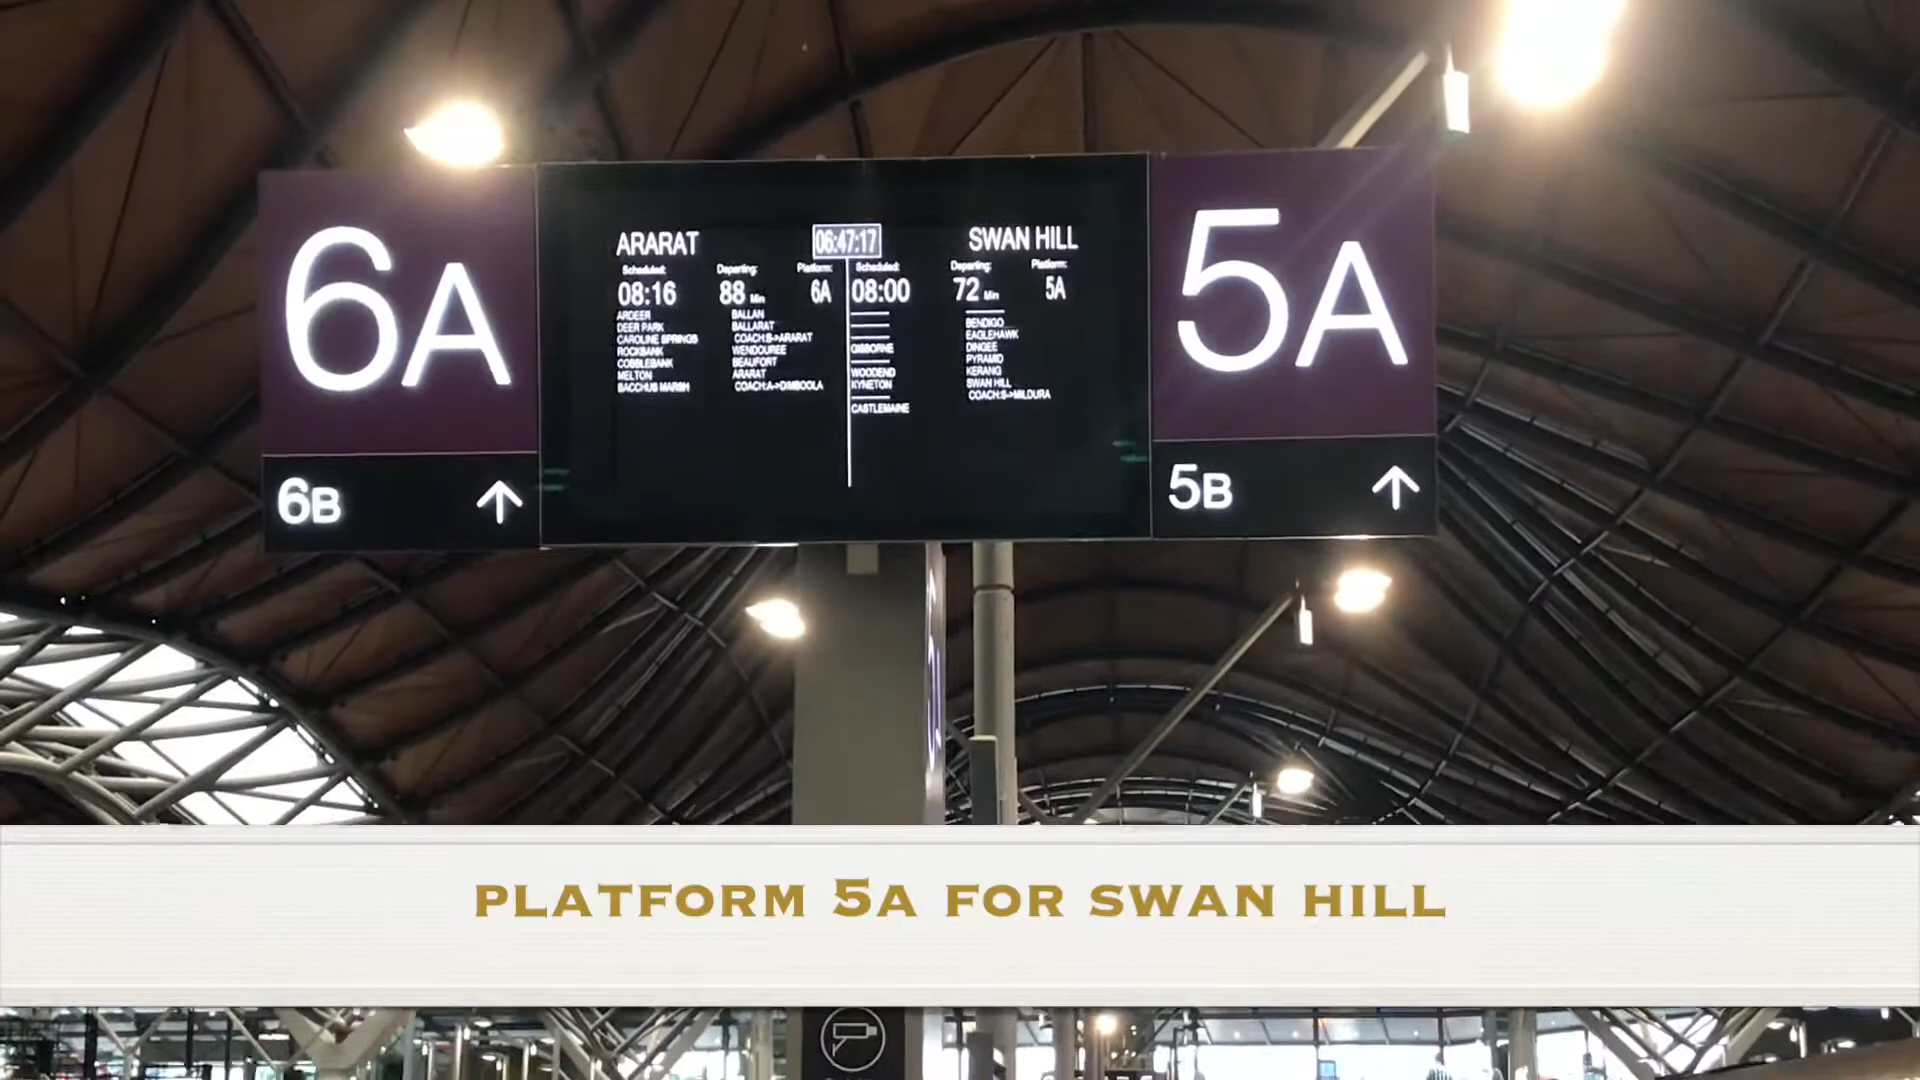 6A
6B ↑
06:47:17
ARARAT
Scheduled: Departing: Platform:
08:16 88 Min 6A
ARDEER
DEER PARK
CAROLINE SPRINGS
ROCKBANK
COBBLEBANK
MELTON
BACCHUS MARSH
BALLAN
BALLARAT
COACH:B->ARARAT
WENDOUREE
BEAUFORT
ARARAT
COACH:A->DIMBOOLA
SWAN HILL
Scheduled: Departing: Platform:
08:00 72 Min 5A
GISBORNE
WOODEND
KYNETON
CASTLEMAINE
BENDIGO
EAGLEHAWK
DINGEE
PYRAMID
KERANG
SWAN HILL
COACH:S->MILDURA
5A
5B ↑
PLATFORM 5A FOR SWAN HILL